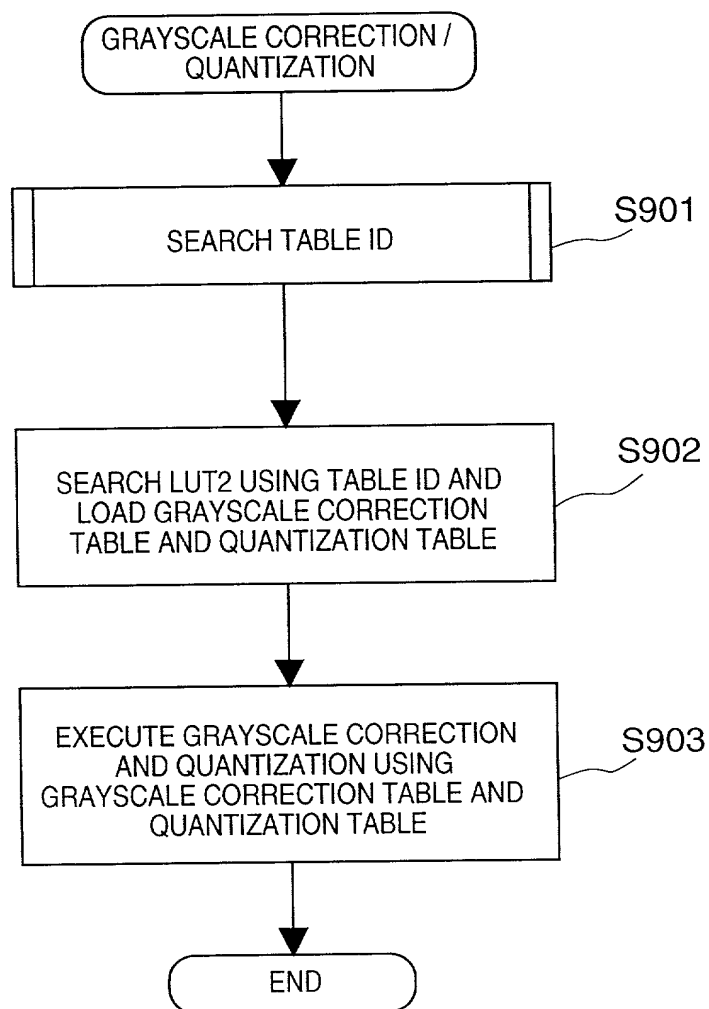 GRAYSCALE CORRECTION /
QUANTIZATION
SEARCH TABLE ID
S901
SEARCH LUT2 USING TABLE ID AND
LOAD GRAYSCALE CORRECTION
TABLE AND QUANTIZATION TABLE
S902
EXECUTE GRAYSCALE CORRECTION
AND QUANTIZATION USING
GRAYSCALE CORRECTION TABLE AND
QUANTIZATION TABLE
S903
END